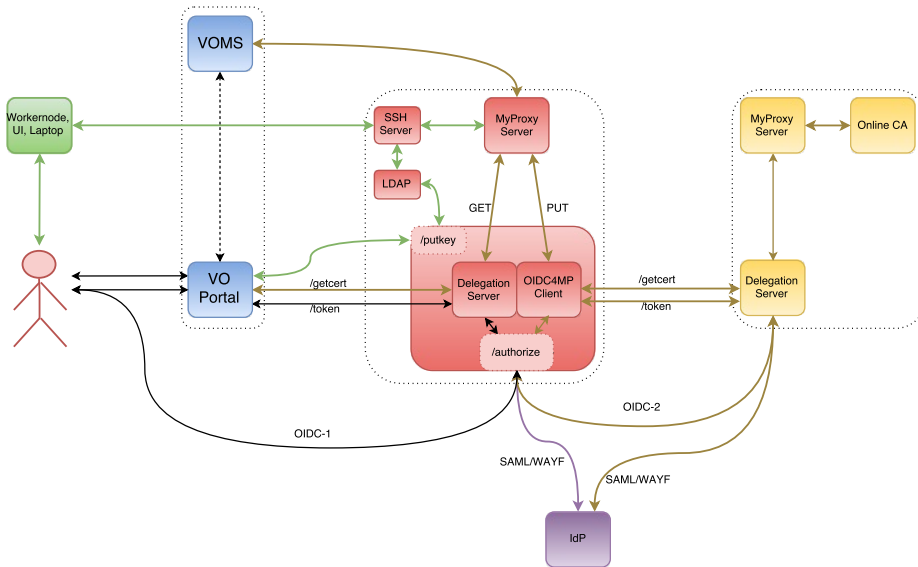 VOMS
Workernode,
UI, Laptop
SSH
Server
MyProxy
Server
MyProxy
Server
Online CA
LDAP
GET
PUT
/putkey
VO
Portal
/getcert
/token
Delegation
Server
OIDC4MP
Client
/getcert
/token
Delegation
Server
/authorize
OIDC-2
OIDC-1
SAML/WAYF
SAML/WAYF
IdP